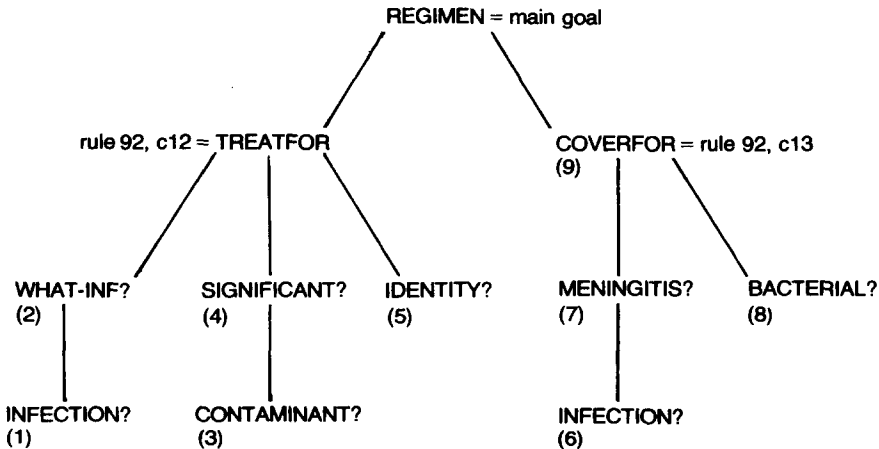 REGIMEN = main goal
rule 92, c12 = TREATFOR
COVERFOR = rule 92, c13
(9)
WHAT-INF?
(2)
SIGNIFICANT?
(4)
IDENTITY?
(5)
MENINGITIS?
(7)
BACTERIAL?
(8)
INFECTION?
(1)
CONTAMINANT?
(3)
INFECTION?
(6)